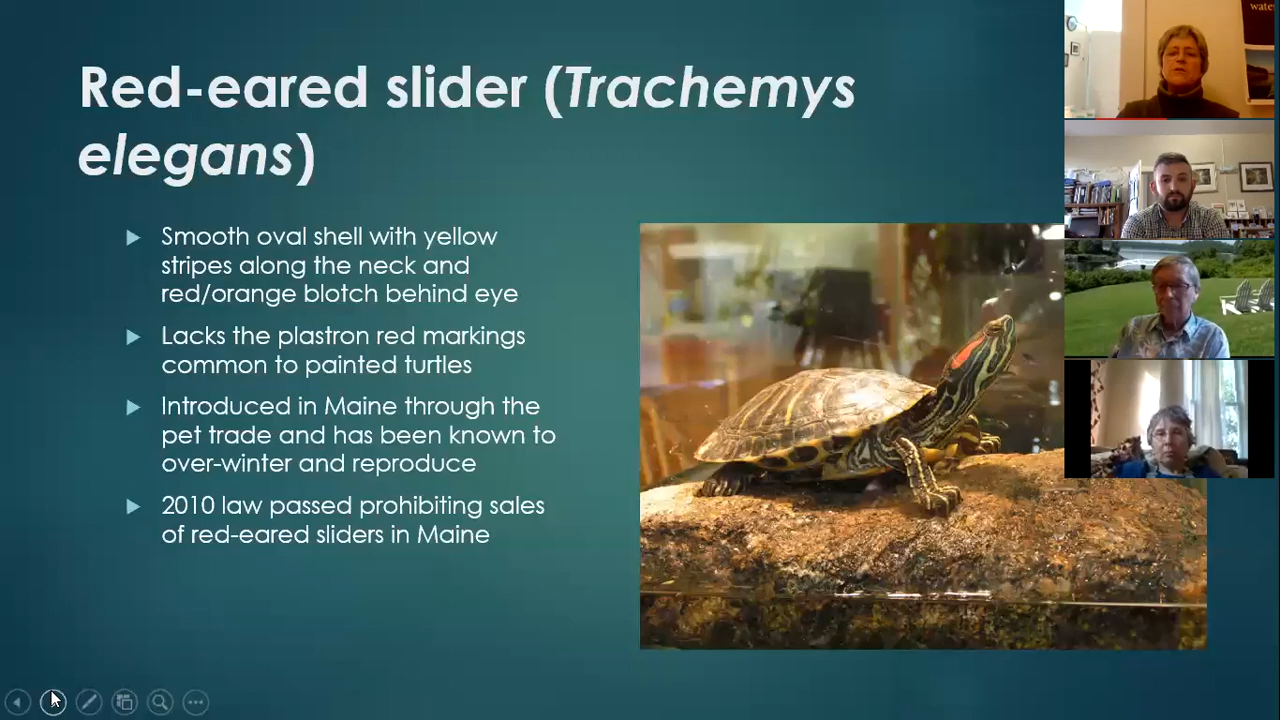 Red-eared slider (Trachemys
elegans)
Smooth oval shell with yellow
stripes along the neck and
red/orange blotch behind eye
Lacks the plastron red markings
common to painted turtles
Introduced in Maine through the
pet trade and has been known to
over-winter and reproduce
2010 law passed prohibiting sales
of red-eared sliders in Maine
wate